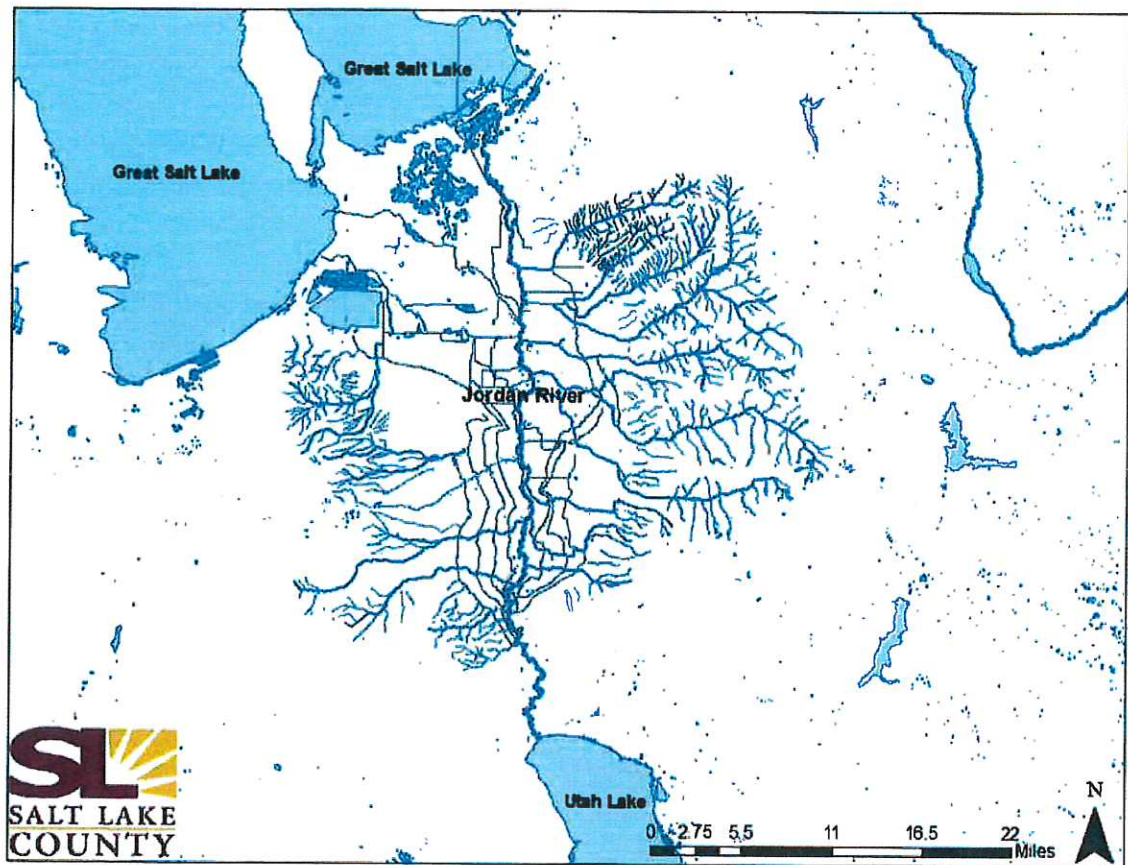 Great Salt Lake
Great Salt Lake
Jordan River
Utah Lake
SL
SALT LAKE
COUNTY
N
0 2.75 5.5 11 16.5 22
Miles